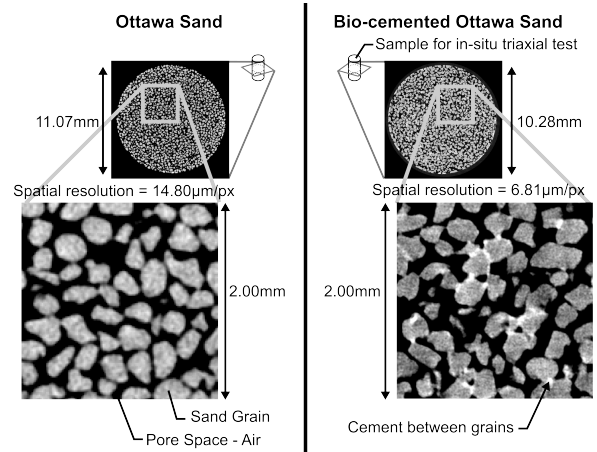 Ottawa Sand
11.07mm
Spatial resolution = 14.80µm/px
2.00mm
Sand Grain
Pore Space - Air
Bio-cemented Ottawa Sand
Sample for in-situ triaxial test
10.28mm
Spatial resolution = 6.81µm/px
2.00mm
Cement between grains